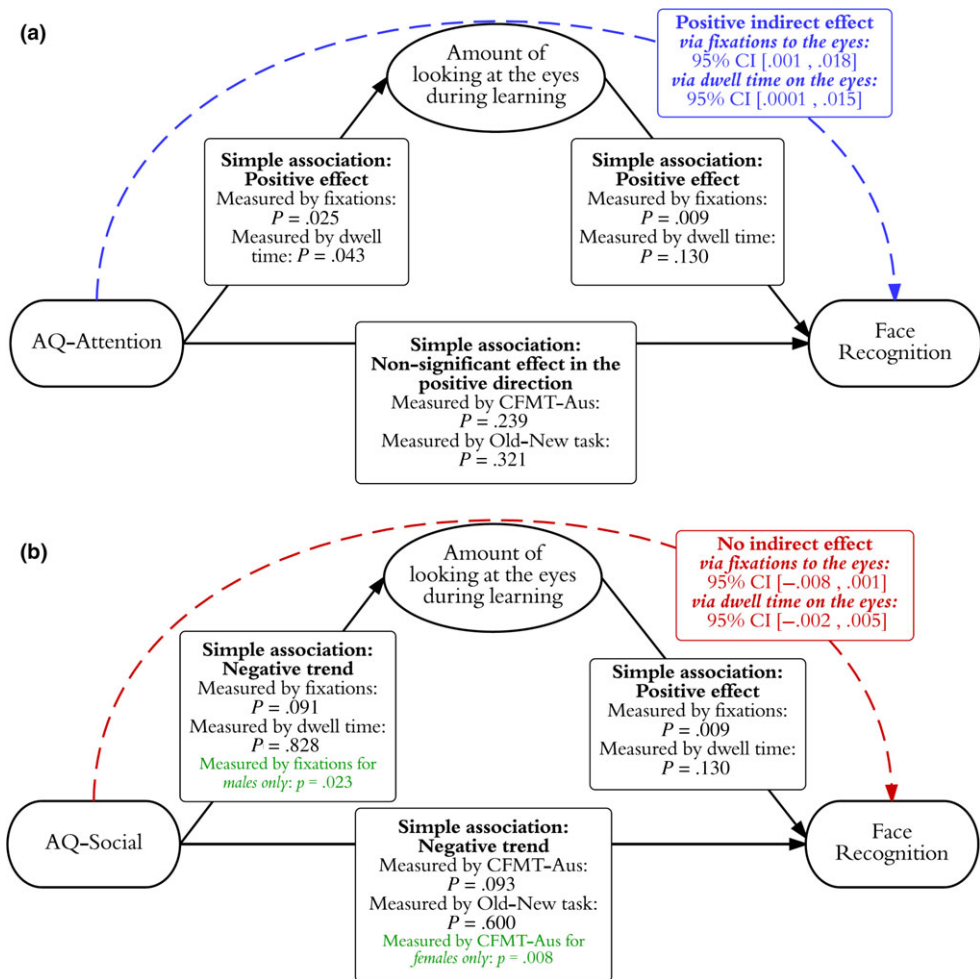 (a)
Amount of
looking at the eyes
during learning
Positive indirect effect
via fixations to the eyes:
95% CI [.001 , .018]
via dwell time on the eyes:
95% CI [.0001 , .015]
Simple association:
Positive effect
Measured by fixations:
P = .025
Measured by dwell
time: P = .043
Simple association:
Positive effect
Measured by fixations:
P = .009
Measured by dwell time:
P = .130
AQ-Attention
Face
Recognition
Simple association:
Non-significant effect in the
positive direction
Measured by CFMT-Aus:
P = .239
Measured by Old-New task:
P = .321
(b)
Amount of
looking at the eyes
during learning
No indirect effect
via fixations to the eyes:
95% CI [−.008 , .001]
via dwell time on the eyes:
95% CI [−.002 , .005]
Simple association:
Negative trend
Measured by fixations:
P = .091
Measured by dwell time:
P = .828
Measured by fixations for
males only: p = .023
Simple association:
Positive effect
Measured by fixations:
P = .009
Measured by dwell time:
P = .130
AQ-Social
Face
Recognition
Simple association:
Negative trend
Measured by CFMT-Aus:
P = .093
Measured by Old-New task:
P = .600
Measured by CFMT-Aus for
females only: p = .008